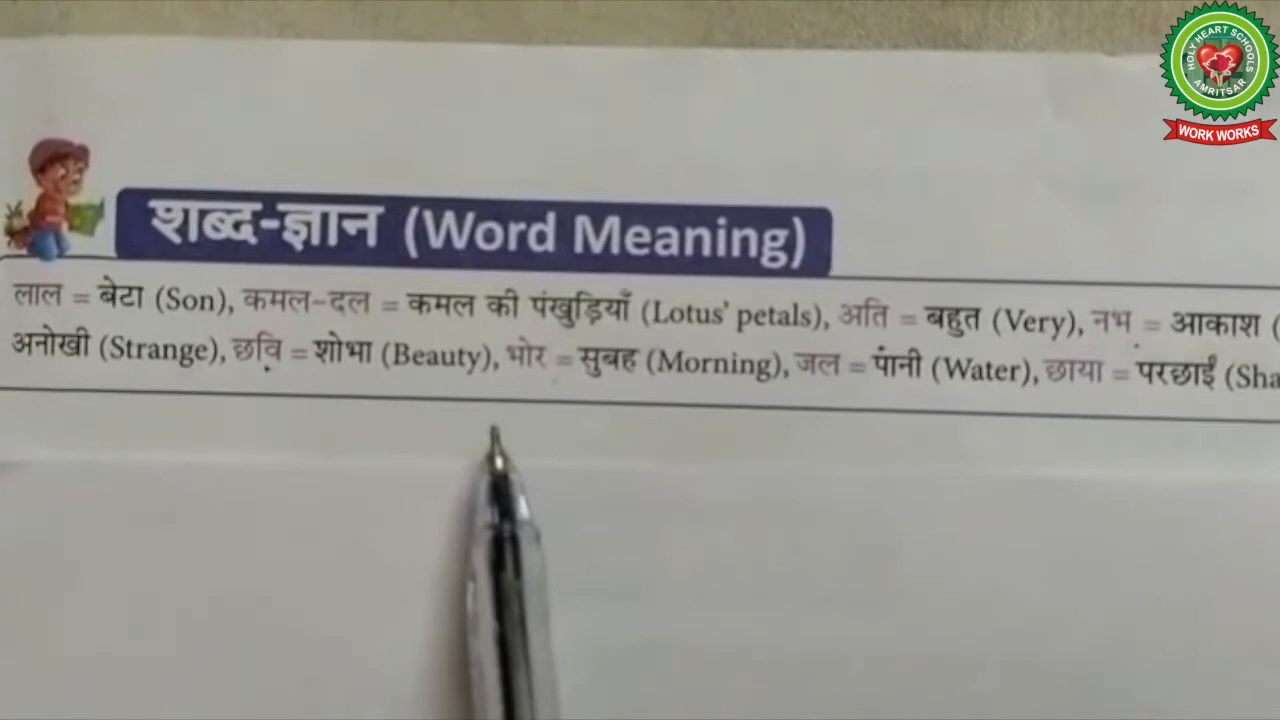 HOLY HEART SCHOOLS
AMRITSAR
WORK WORKS
शब्द-ज्ञान (Word Meaning)
लाल = बेटा (Son), कमल-दल = कमल की पंखुड़ियाँ (Lotus' petals), अति = बहुत (Very), नभ = आकाश (
अनोखी (Strange), छवि = शोभा (Beauty), भोर = सुबह (Morning), जल = पानी (Water), छाया = परछाईं (Sha